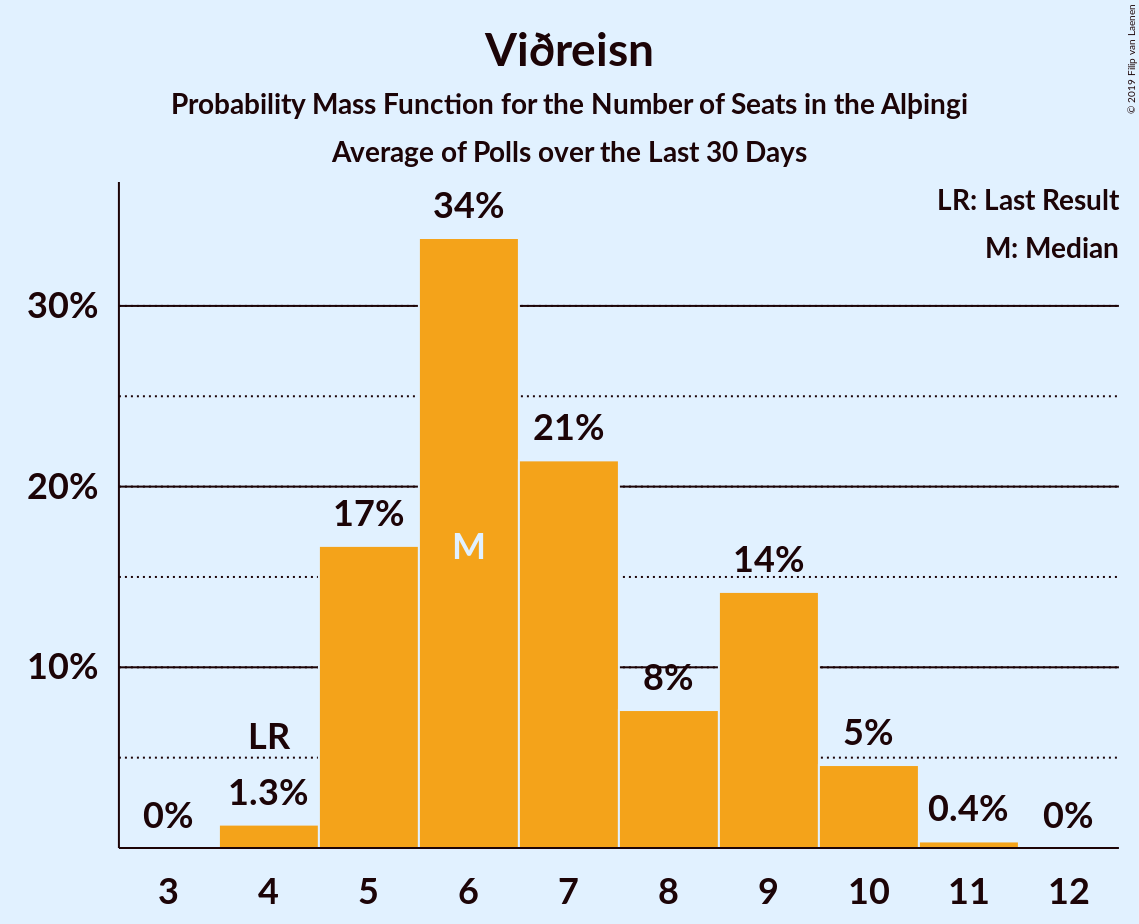 Viðreisn
Probability Mass Function for the Number of Seats in the Alþingi
Average of Polls over the Last 30 Days
© 2019 Filip van Laenen
LR: Last Result
M: Median
34%
30%
21%
20%
17%
M
14%
10%
8%
LR
5%
1.3%
0%
0.4%
0%
3 4 5 6 7 8 9 10 11 12